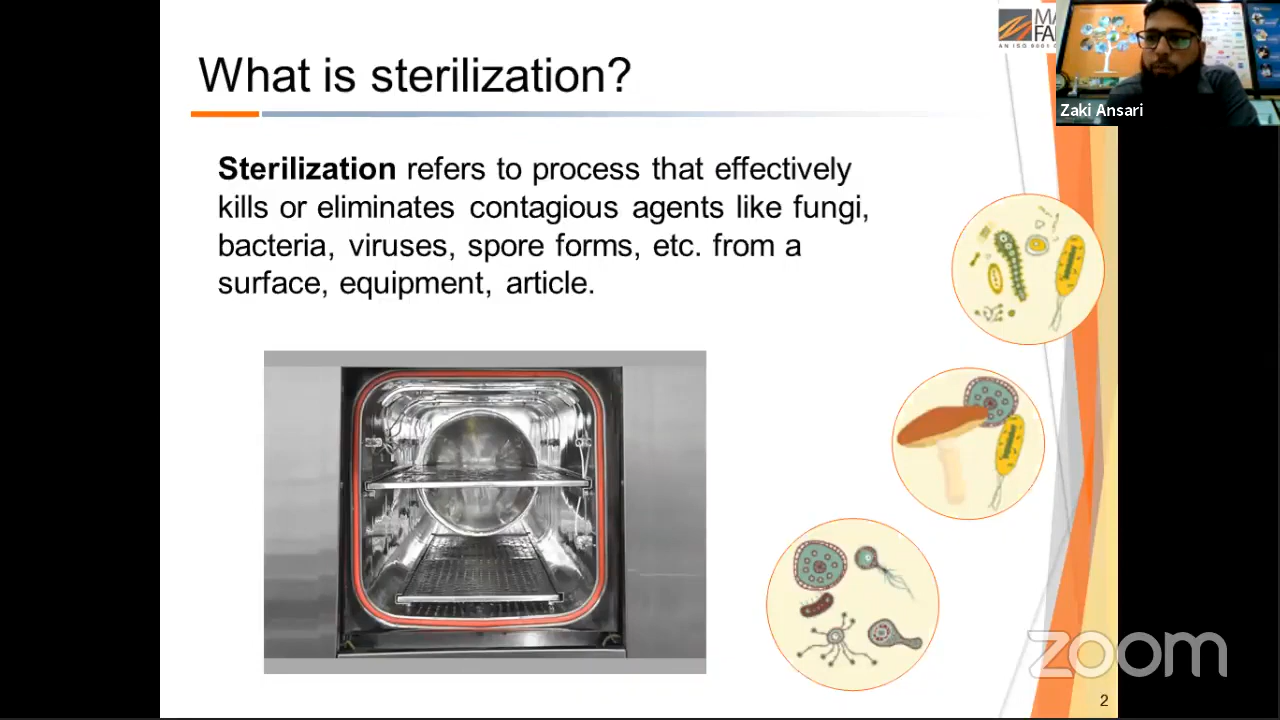 What is sterilization?
Sterilization refers to process that effectively
kills or eliminates contagious agents like fungi,
bacteria, viruses, spore forms, etc. from a
surface, equipment, article.
Zaki Ansari
zoom
2